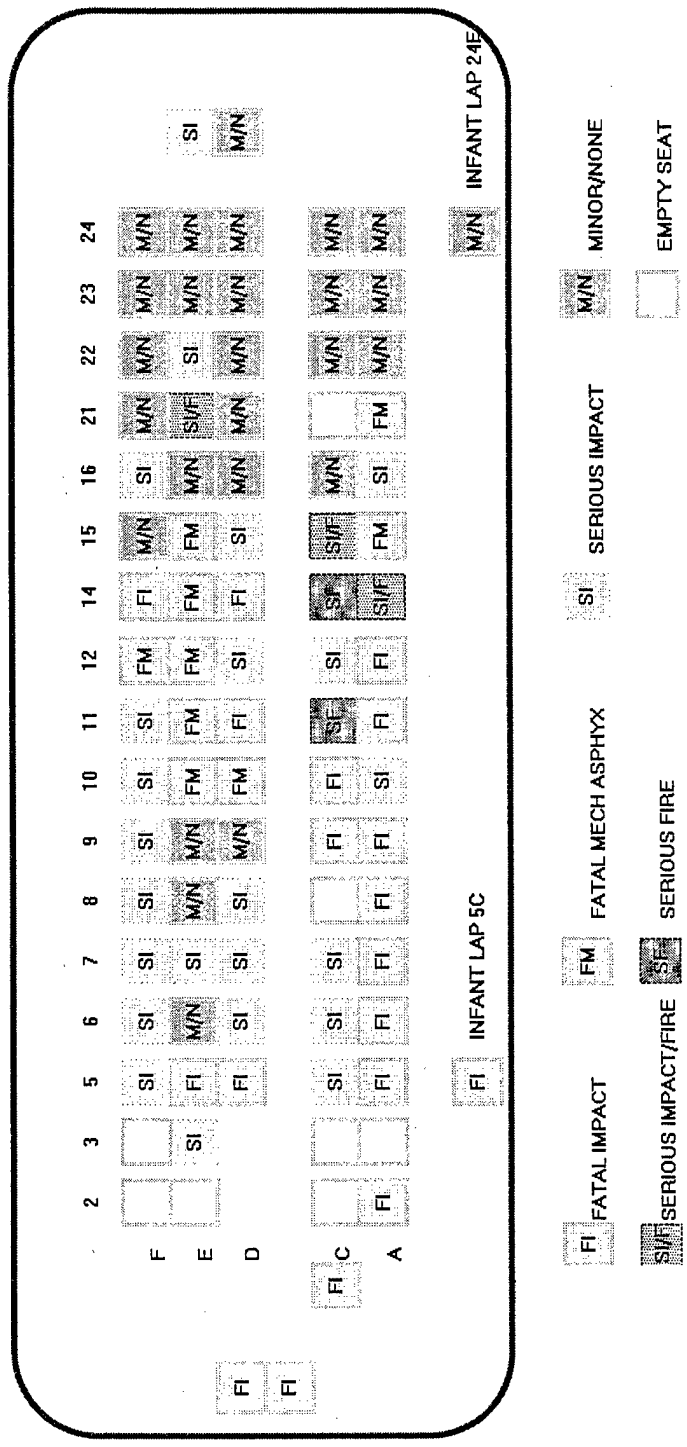 2 3 5 6 7 8 9 10 11 12 14 15 16 21 22 23 24
F SI SI SI SI SI SI SI FM FI M/N SI M/N M/N M/N M/N
E SI FI M/N SI M/N M/N FM FM FM FM FM M/N SI/F SI M/N M/N SI
FI D FI SI SI SI M/N FM FI SI FI SI M/N M/N M/N M/N M/N M/N
FI
FI C SI SI SI FI FI SF SI SF SI/F M/N M/N M/N M/N
A FI FI FI FI FI FI SI FI FI SI/F FM SI FM M/N M/N M/N
FI INFANT LAP 5C M/N INFANT LAP 24E
FI FATAL IMPACT FM FATAL MECH ASPHYX SI SERIOUS IMPACT M/N MINOR/NONE
SI/F SERIOUS IMPACT/FIRE SF SERIOUS FIRE EMPTY SEAT